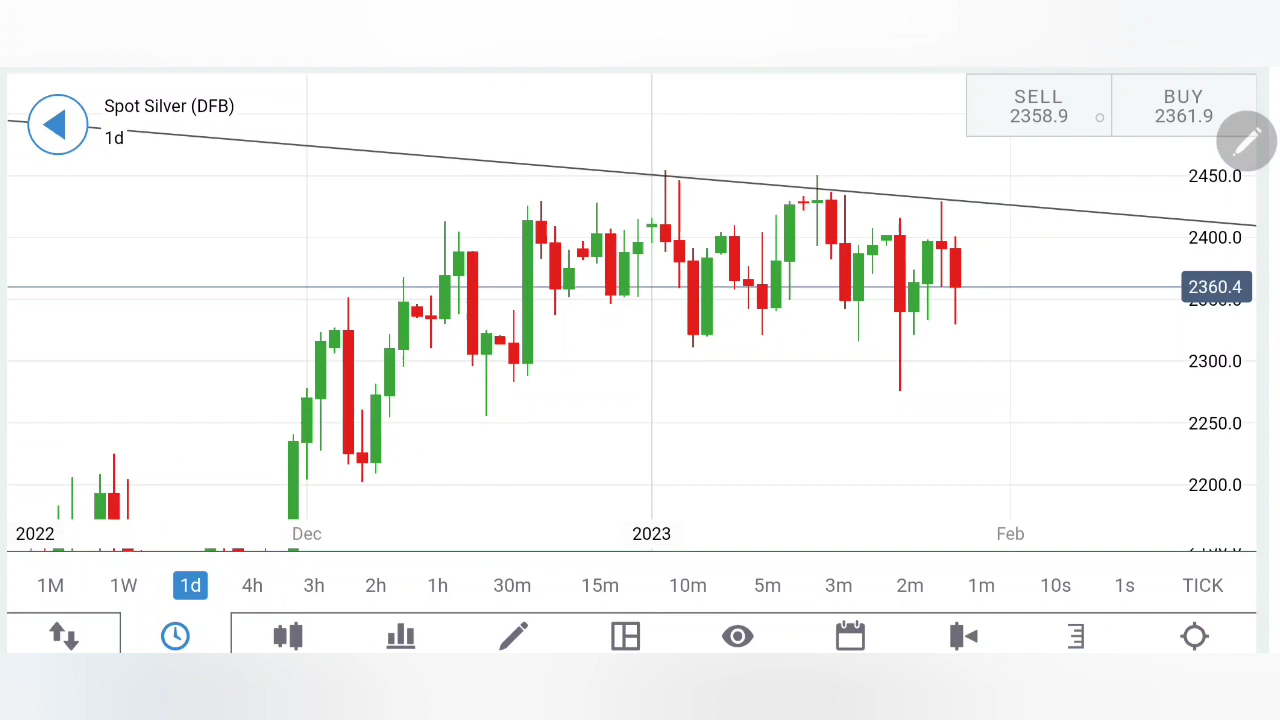 Spot Silver (DFB)
1d
SELL
2358.9
BUY
2361.9
2450.0
2400.0
2360.4
2300.0
2250.0
2200.0
2022
Dec
2023
Feb
1M 1W 1d 4h 3h 2h 1h 30m 15m 10m 5m 3m 2m 1m 10s 1s TICK